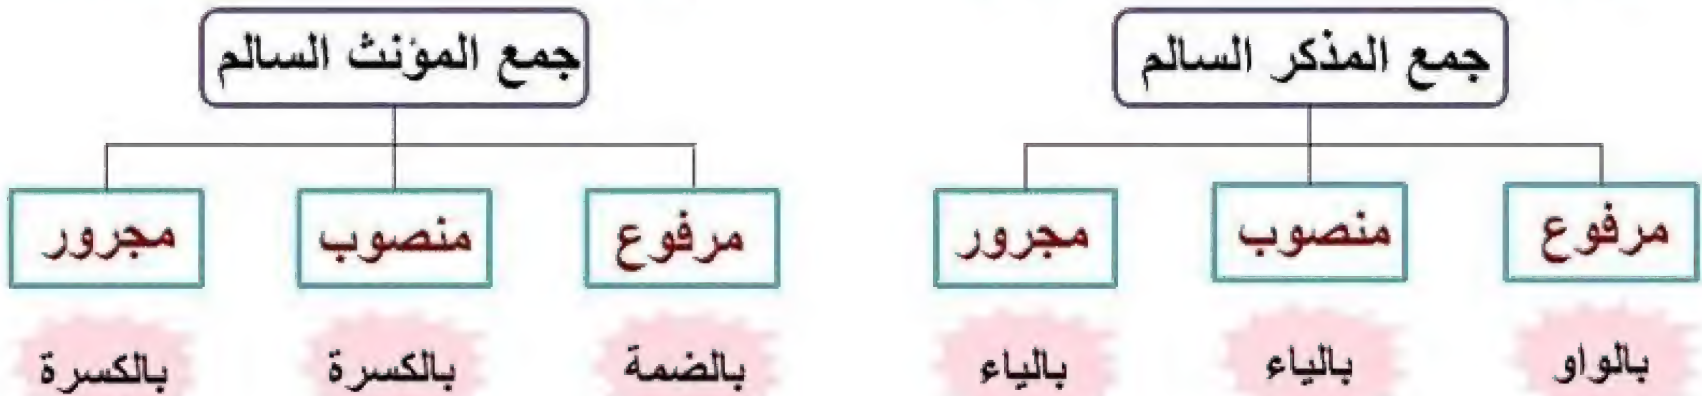 جمع المذكر السالم
مرفوع منصوب مجرور
بالواو بالياء بالياء
جمع المؤنث السالم
مرفوع منصوب مجرور
بالضمة بالكسرة بالكسرة